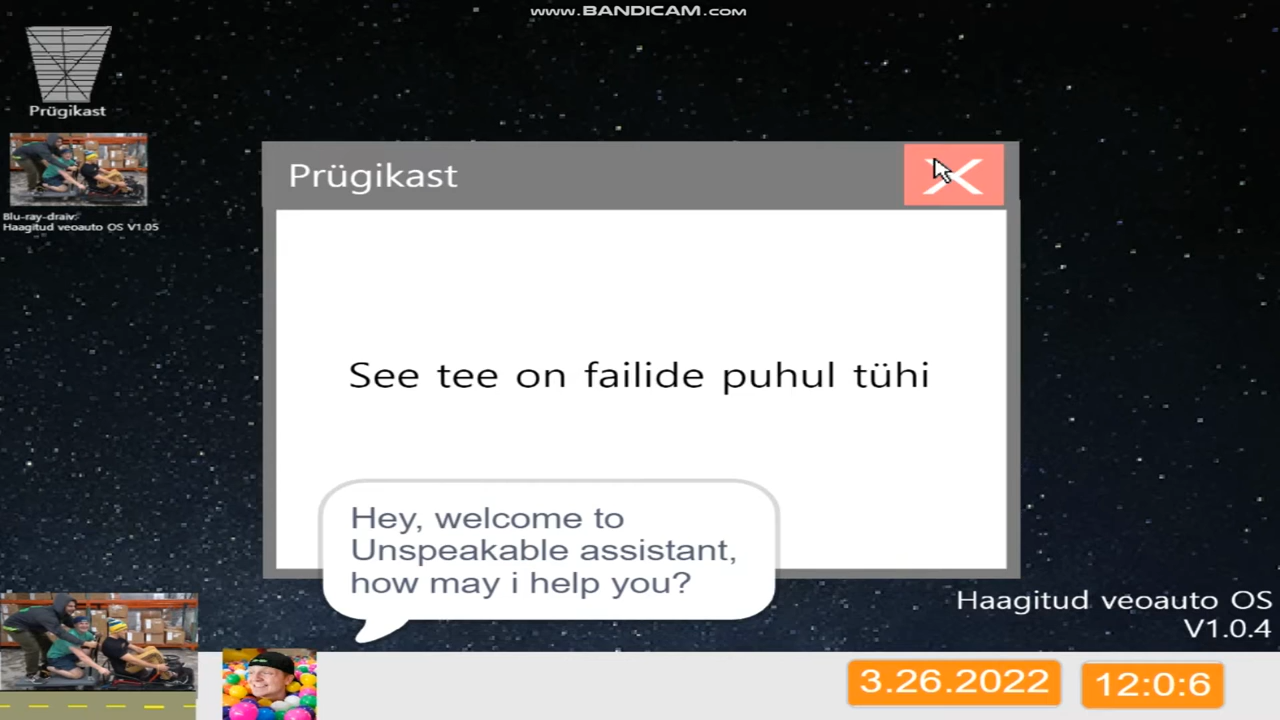 www.BANDICAM.com
Prügikast
Blu-ray-draiv:
Haagitud veoauto OS V1.05
Prügikast
See tee on failide puhul tühi
Hey, welcome to
Unspeakable assistant,
how may i help you?
Haagitud veoauto OS
V1.0.4
3.26.2022
12:0:6